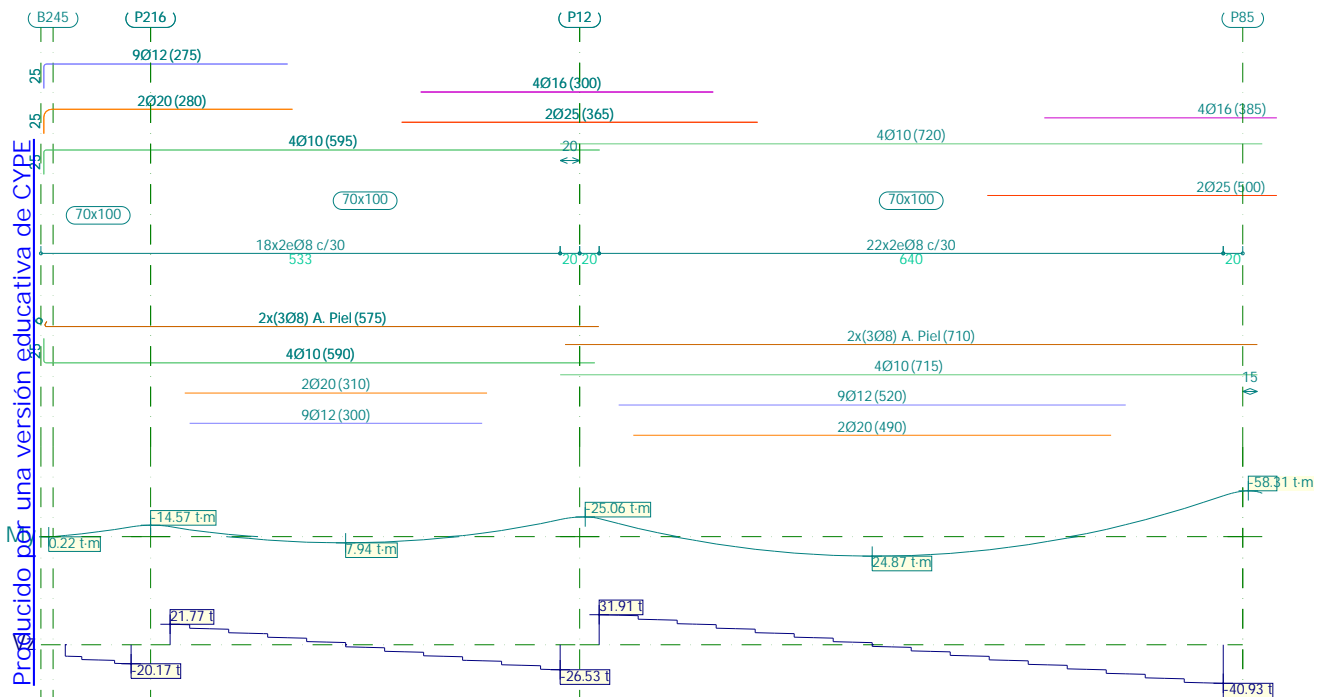 B245
P216
P12
P85
9Ø12 (275)
25
4Ø16 (300)
2Ø20 (280)
25
4Ø16 (385)
2Ø25 (365)
4Ø10 (595)
20
4Ø10 (720)
25
2Ø25 (500)
70x100
70x100
70x100
18x2eØ8 c/30
22x2eØ8 c/30
533
20
20
640
20
2x(3Ø8) A. Piel (575)
9
2x(3Ø8) A. Piel (710)
4Ø10 (590)
25
4Ø10 (715)
15
2Ø20 (310)
9Ø12 (520)
9Ø12 (300)
2Ø20 (490)
-58.31 t·m
-14.57 t·m
-25.06 t·m
My
0.22 t·m
7.94 t·m
24.87 t·m
21.77 t
31.91 t
Vz
-20.17 t
-26.53 t
-40.93 t
Producido por una versión educativa de CYPE